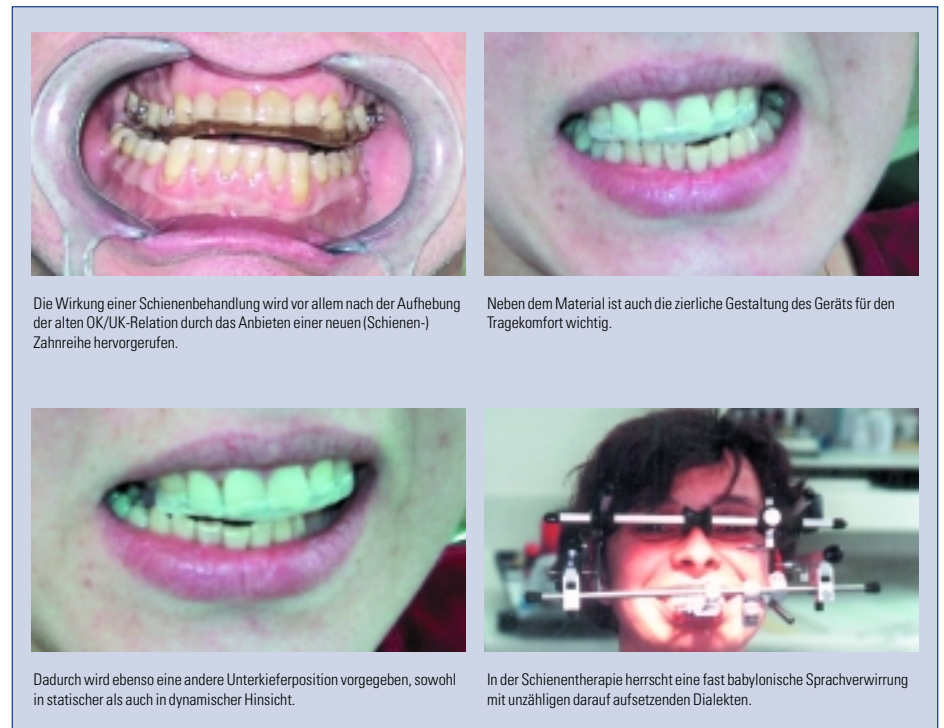 Die Wirkung einer Schienenbehandlung wird vor allem nach der Aufhebung
der alten OK/UK-Relation durch das Anbieten einer neuen (Schienen-)
Zahnreihe hervorgerufen.
Neben dem Material ist auch die zierliche Gestaltung des Geräts für den
Tragekomfort wichtig.
Dadurch wird ebenso eine andere Unterkieferposition vorgegeben, sowohl
in statischer als auch in dynamischer Hinsicht.
In der Schienentherapie herrscht eine fast babylonische Sprachverwirrung
mit unzähligen darauf aufsetzenden Dialekten.